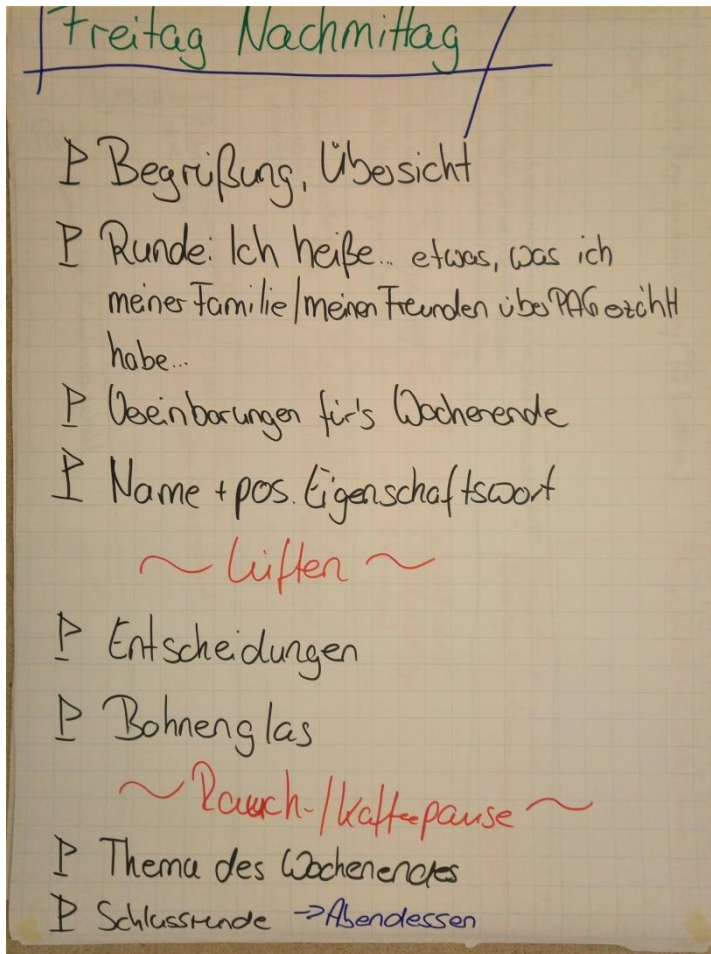 Freitag Nachmittag
Begrüßung, Übersicht
Runde: Ich heiße... etwas, was ich
meiner Familie/meinen Freunden über PAG erzählt
habe...
Vereinbarungen für's Wochenende
Name + pos. Eigenschaftswort
~ Lüften ~
Entscheidungen
Bohnenglas
~ Rauch-/Kaffeepause ~
Thema des Wochenendes
Schlussrunde -> Abendessen